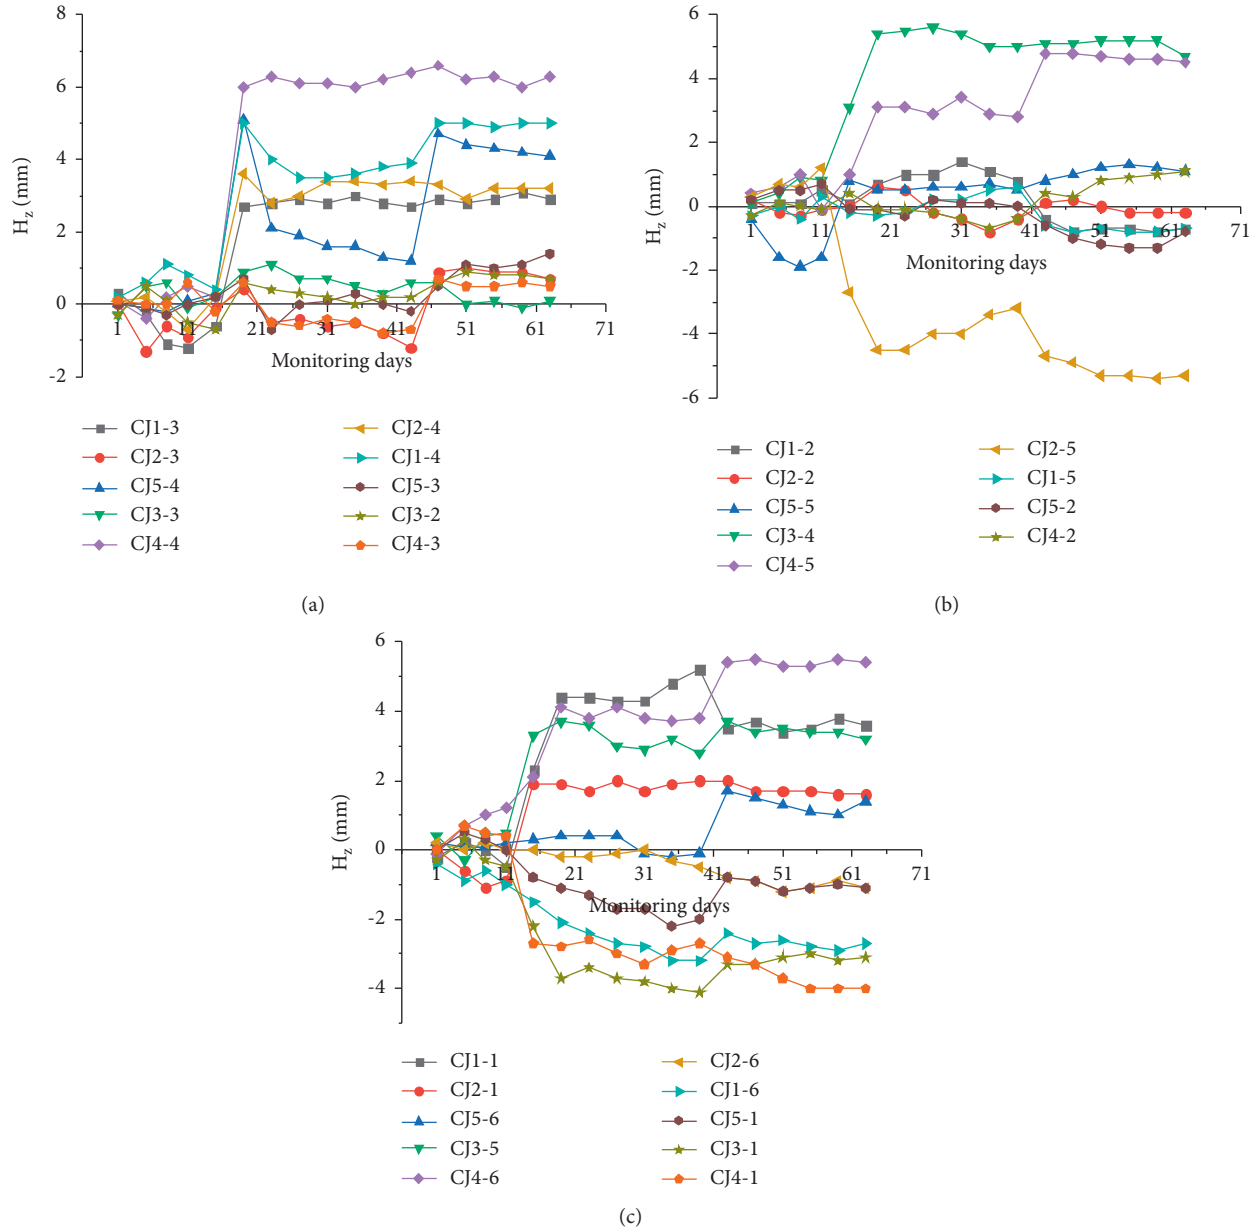 8
6
4
2
0
-2
H_z (mm)
1 11 21 31 41 51 61 71
Monitoring days
CJ1-3 CJ2-4
CJ2-3 CJ1-4
CJ5-4 CJ5-3
CJ3-3 CJ3-2
CJ4-4 CJ4-3
(a)
6
4
2
0
-2
-4
-6
H_z (mm)
1 11 21 31 41 51 61 71
Monitoring days
CJ1-2 CJ2-5
CJ2-2 CJ1-5
CJ5-5 CJ5-2
CJ3-4 CJ4-2
CJ4-5
(b)
6
4
2
0
-2
-4
H_z (mm)
1 11 21 31 41 51 61 71
Monitoring days
CJ1-1 CJ2-6
CJ2-1 CJ1-6
CJ5-6 CJ5-1
CJ3-5 CJ3-1
CJ4-6 CJ4-1
(c)